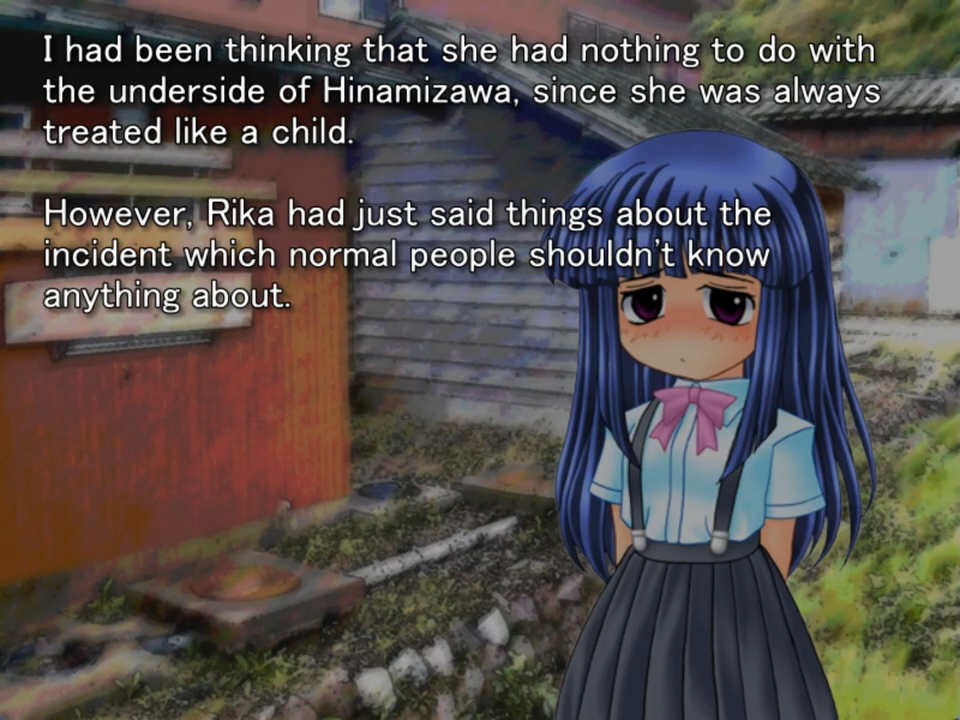 I had been thinking that she had nothing to do with
the underside of Hinamizawa, since she was always
treated like a child.
However, Rika had just said things about the
incident which normal people shouldn't know
anything about.